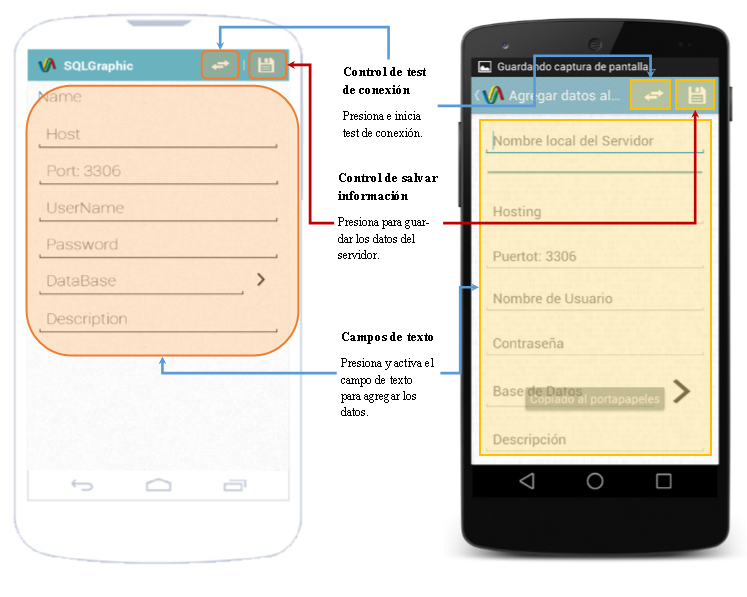 SQLGraphic
Name
Host
Port: 3306
UserName
Password
DataBase
Description
Control de test
de conexión
Presiona e inicia
test de conexión.
Control de salvar
información
Presiona para guar-
dar los datos del
servidor.
Campos de texto
Presiona y activa el
campo de texto
para agregar los
datos.
Guardando captura de pantalla...
Agregar datos al...
Nombre local del Servidor
Hosting
Puertot: 3306
Nombre de Usuario
Contraseña
Base de Datos
Copiado al portapapeles
Descripción